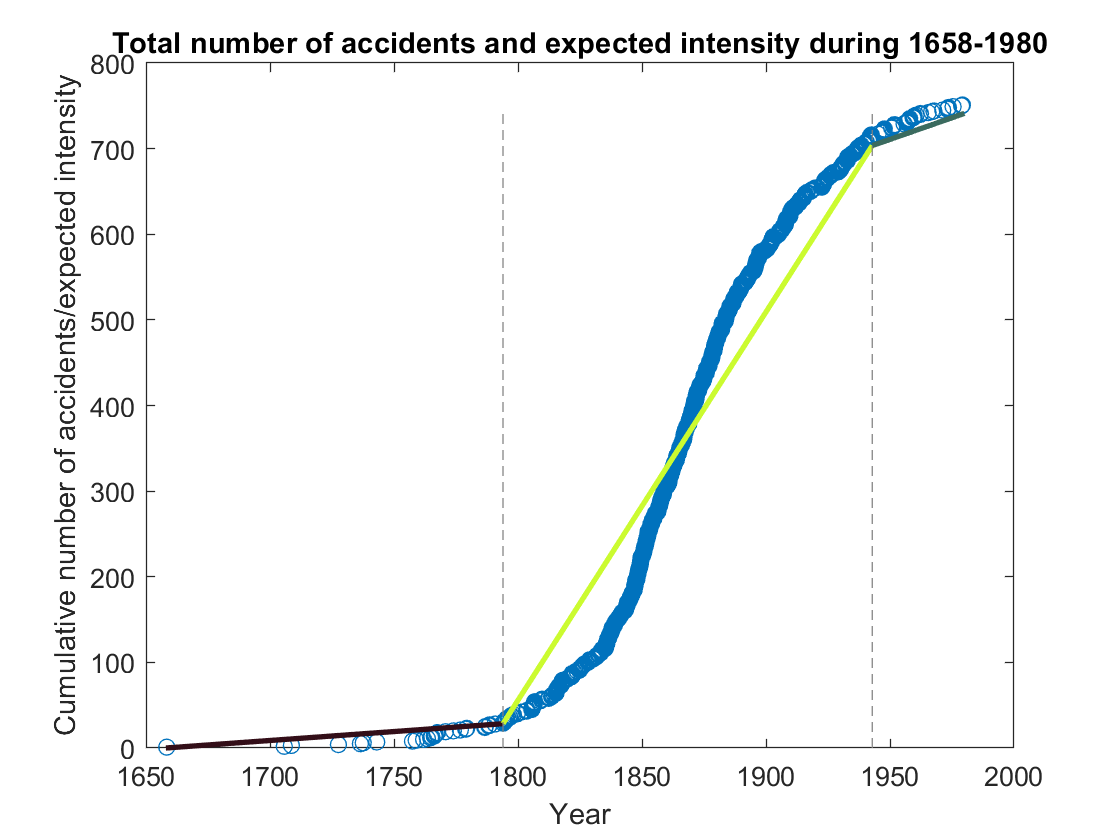 Total number of accidents and expected intensity during 1658-1980
Cumulative number of accidents/expected intensity
800
700
600
500
400
300
200
100
0
1650 1700 1750 1800 1850 1900 1950 2000
Year